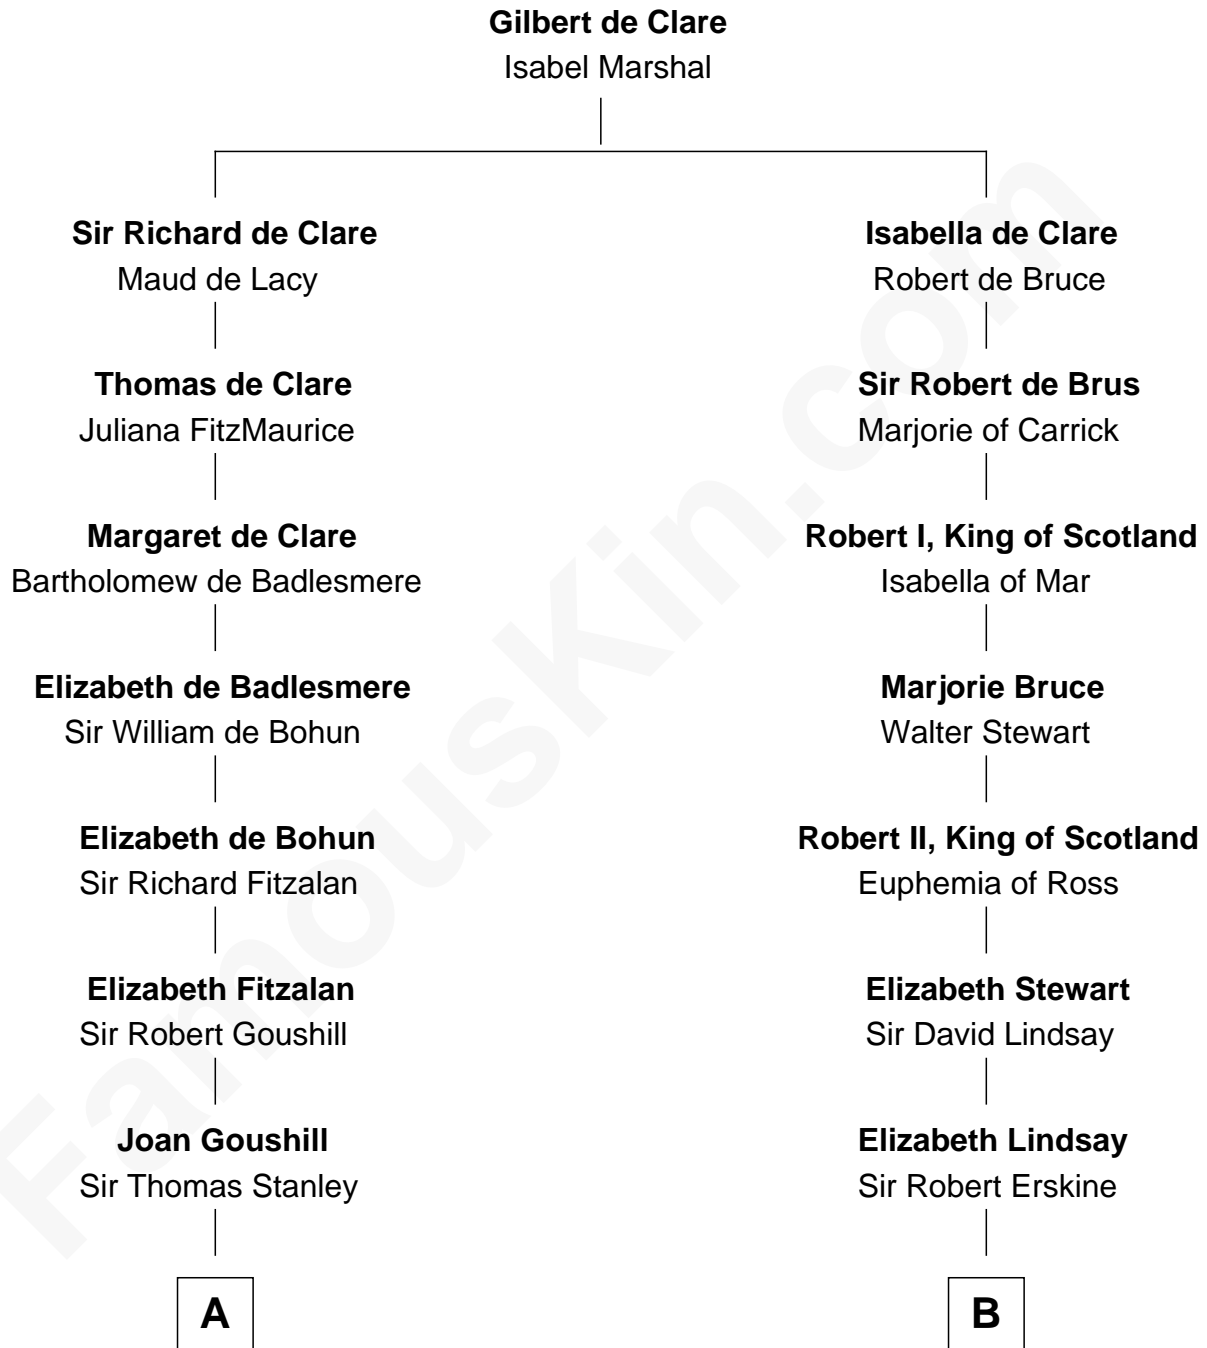 Gilbert de Clare
Isabel Marshal
Sir Richard de Clare
Maud de Lacy
Thomas de Clare
Juliana FitzMaurice
Margaret de Clare
Bartholomew de Badlesmere
Elizabeth de Badlesmere
Sir William de Bohun
Elizabeth de Bohun
Sir Richard Fitzalan
Elizabeth Fitzalan
Sir Robert Goushill
Joan Goushill
Sir Thomas Stanley
A
Isabella de Clare
Robert de Bruce
Sir Robert de Brus
Marjorie of Carrick
Robert I, King of Scotland
Isabella of Mar
Marjorie Bruce
Walter Stewart
Robert II, King of Scotland
Euphemia of Ross
Elizabeth Stewart
Sir David Lindsay
Elizabeth Lindsay
Sir Robert Erskine
B
FamousKin.com